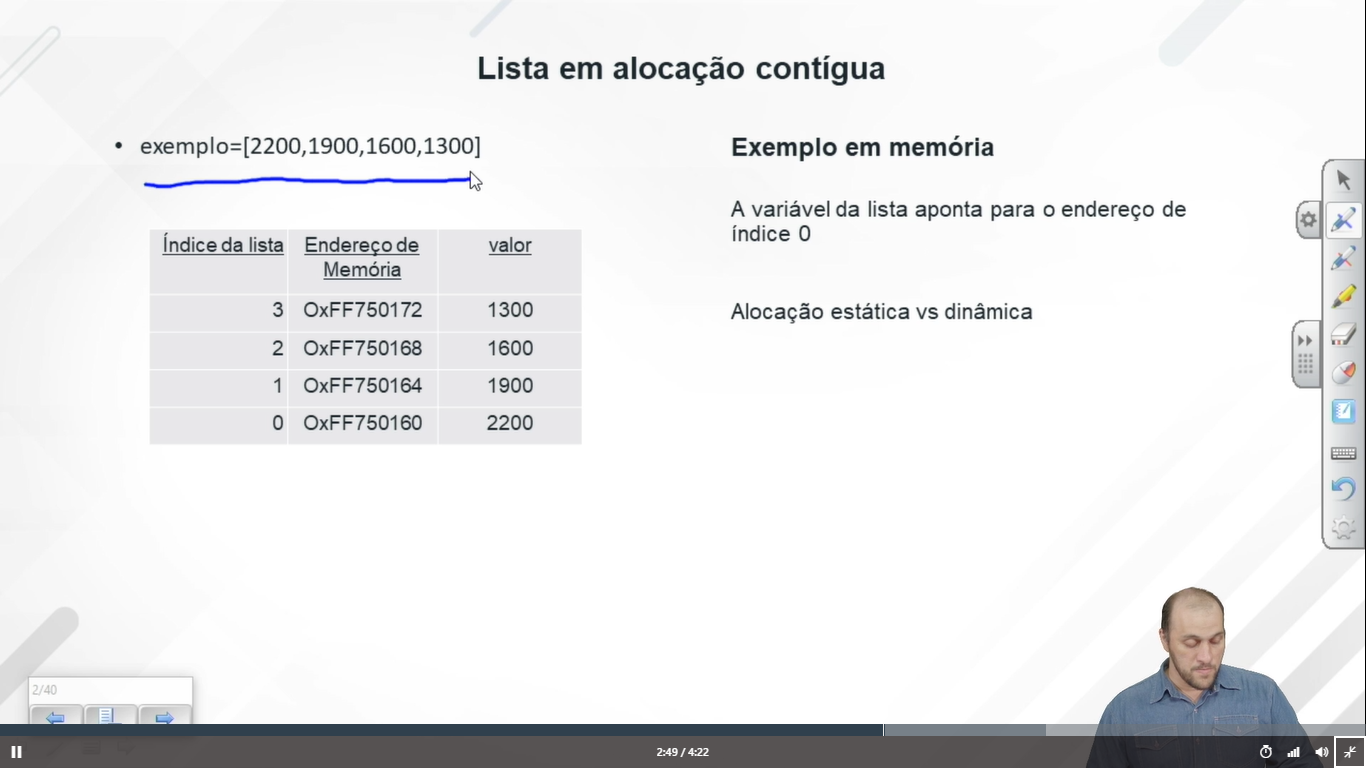 Lista em alocação contígua
• exemplo=[2200,1900,1600,1300]
Índice da lista Endereço de Memória valor
3 OxFF750172 1300
2 OxFF750168 1600
1 OxFF750164 1900
0 OxFF750160 2200
Exemplo em memória
A variável da lista aponta para o endereço de
índice 0
Alocação estática vs dinâmica
2/40
2:49 / 4:22